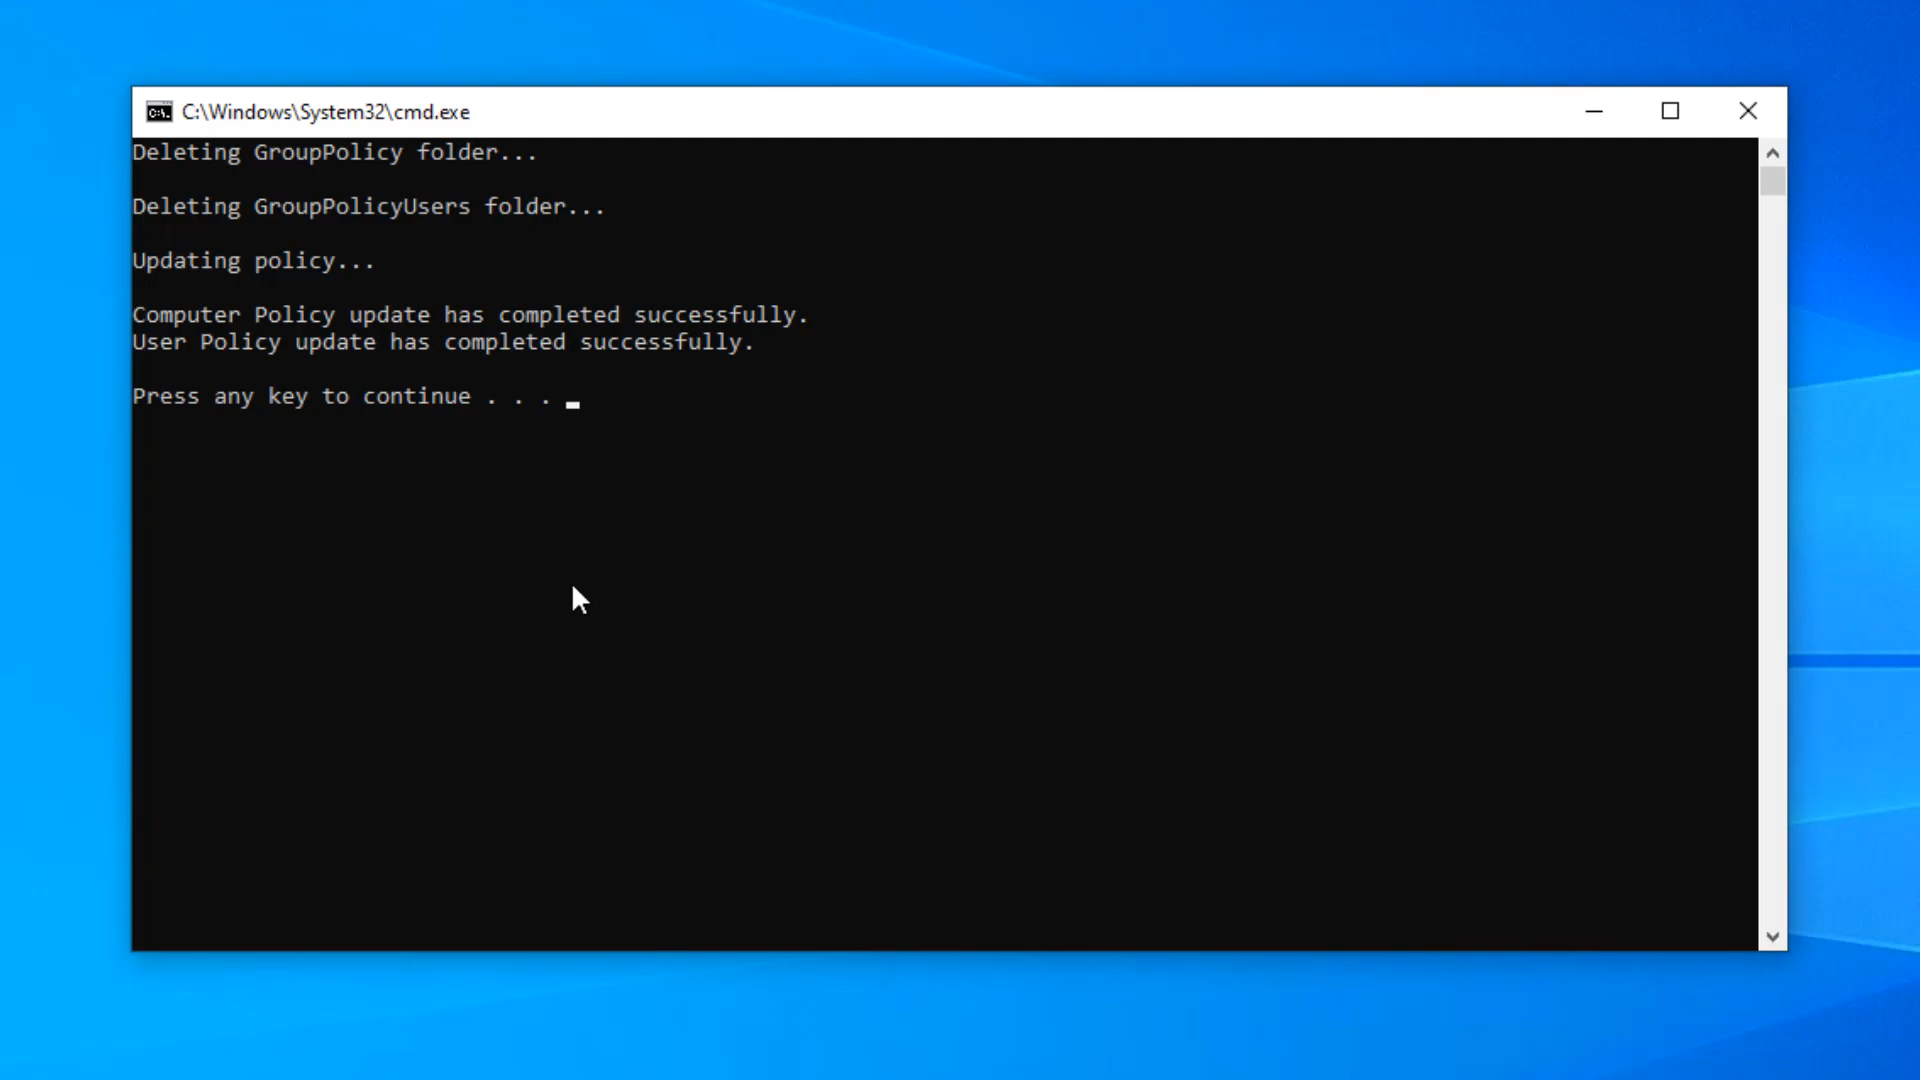 C:\Windows\System32\cmd.exe
Deleting GroupPolicy folder...
Deleting GroupPolicyUsers folder...
Updating policy...
Computer Policy update has completed successfully.
User Policy update has completed successfully.
Press any key to continue . . .